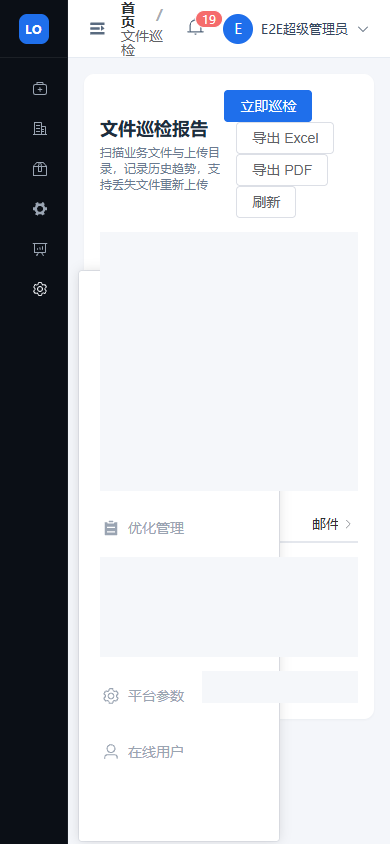 LO
首页 /
文件巡检
19
E
E2E超级管理员
文件巡检报告
扫描业务文件与上传目
录，记录历史趋势，支
持丢失文件重新上传
立即巡检
导出 Excel
导出 PDF
刷新
优化管理
邮件
平台参数
在线用户